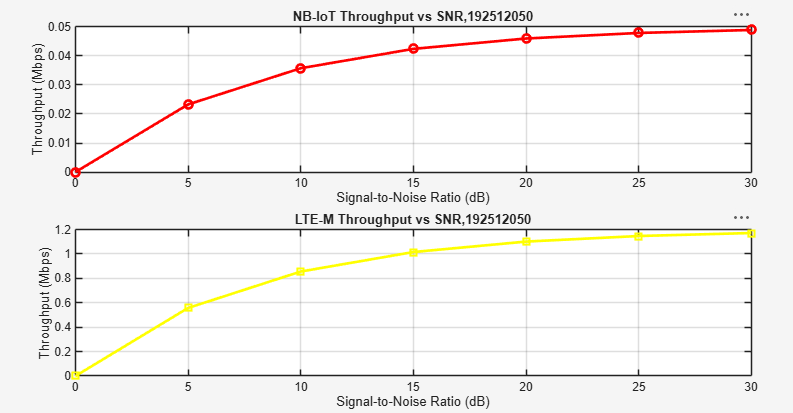 NB-IoT Throughput vs SNR,192512050
0.05
0.04
0.03
0.02
0.01
0
Throughput (Mbps)
0 5 10 15 20 25 30
Signal-to-Noise Ratio (dB)
LTE-M Throughput vs SNR,192512050
1.2
1
0.8
0.6
0.4
0.2
0
Throughput (Mbps)
0 5 10 15 20 25 30
Signal-to-Noise Ratio (dB)